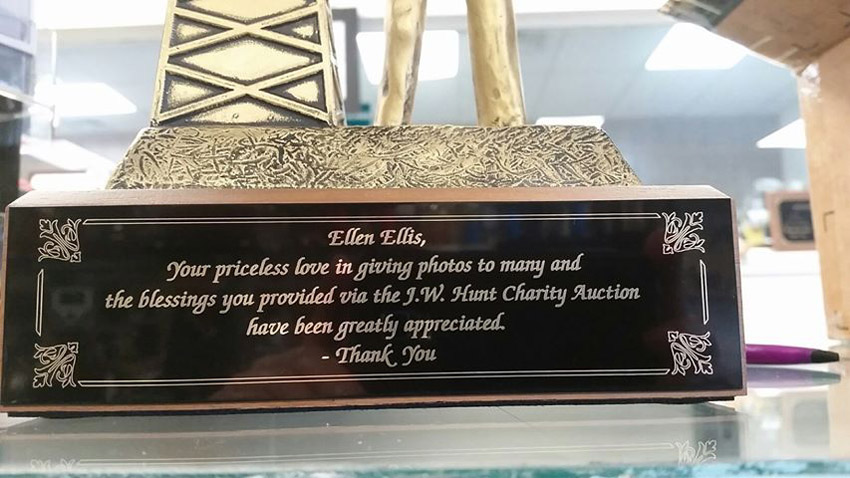 Ellen Ellis,
Your priceless love in giving photos to many and
the blessings you provided via the J.W. Hunt Charity Auction
have been greatly appreciated.
- Thank You